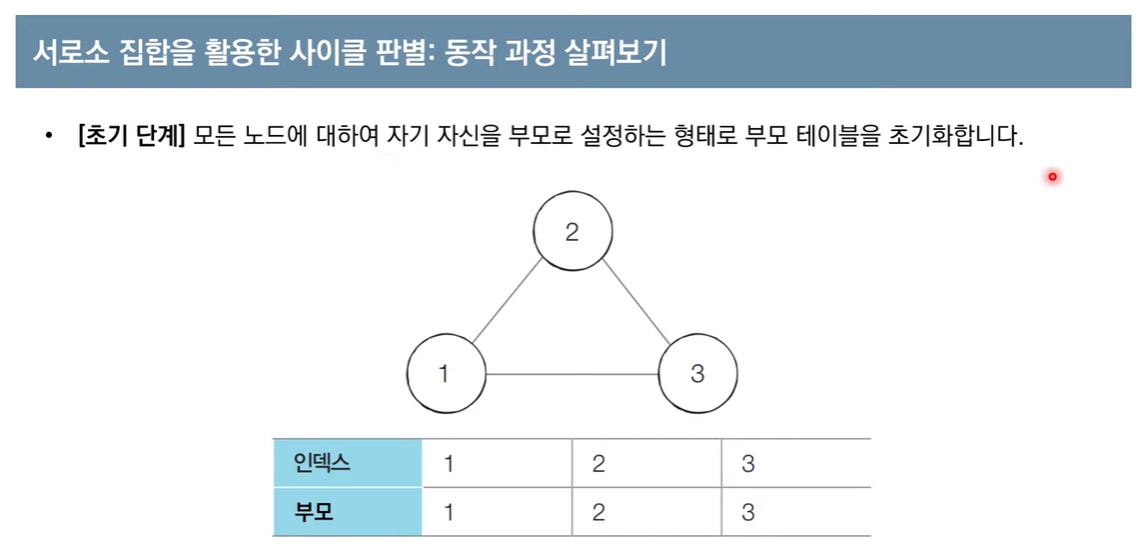 서로소 집합을 활용한 사이클 판별: 동작 과정 살펴보기
• [초기 단계] 모든 노드에 대하여 자기 자신을 부모로 설정하는 형태로 부모 테이블을 초기화합니다.
2
1 3
인덱스 1 2 3
부모 1 2 3